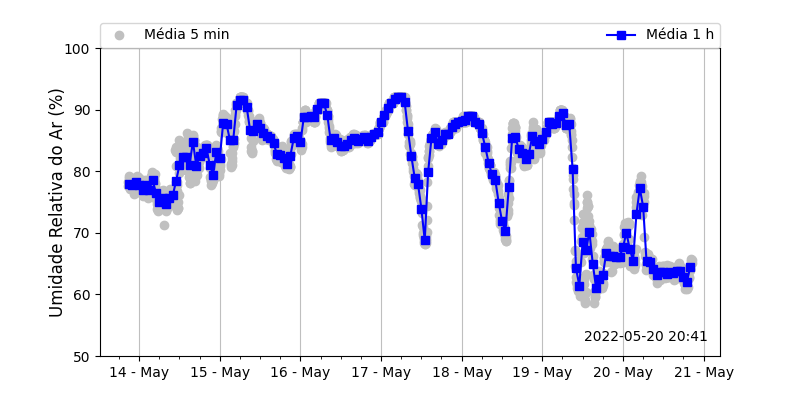 Média 5 min
Média 1 h
Umidade Relativa do Ar (%)
100
90
80
70
60
50
2022-05-20 20:41
14 - May
15 - May
16 - May
17 - May
18 - May
19 - May
20 - May
21 - May